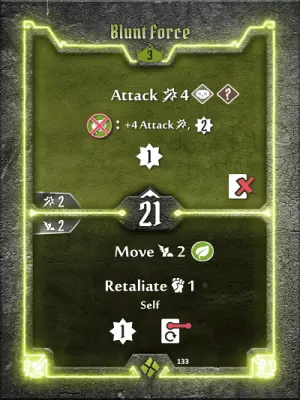 Blunt Force
3
Attack 4 ?
: +4 Attack , 2
1
2
21
2
Move 2
Retaliate 1
Self
1
133